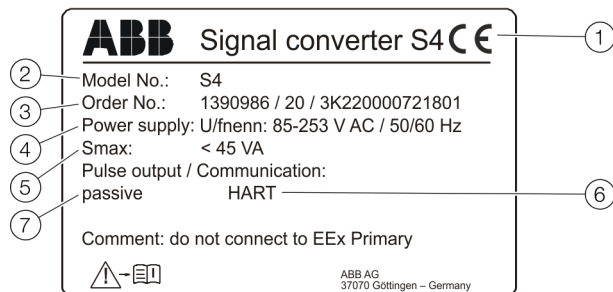 ABB Signal converter S4 CE 1
2 Model No.: S4
3 Order No.: 1390986 / 20 / 3K220000721801
4 Power supply: U/fnenn: 85-253 V AC / 50/60 Hz
5 Smax: < 45 VA
Pulse output / Communication:
7 passive HART 6
Comment: do not connect to EEx Primary
ABB AG
37070 Göttingen – Germany